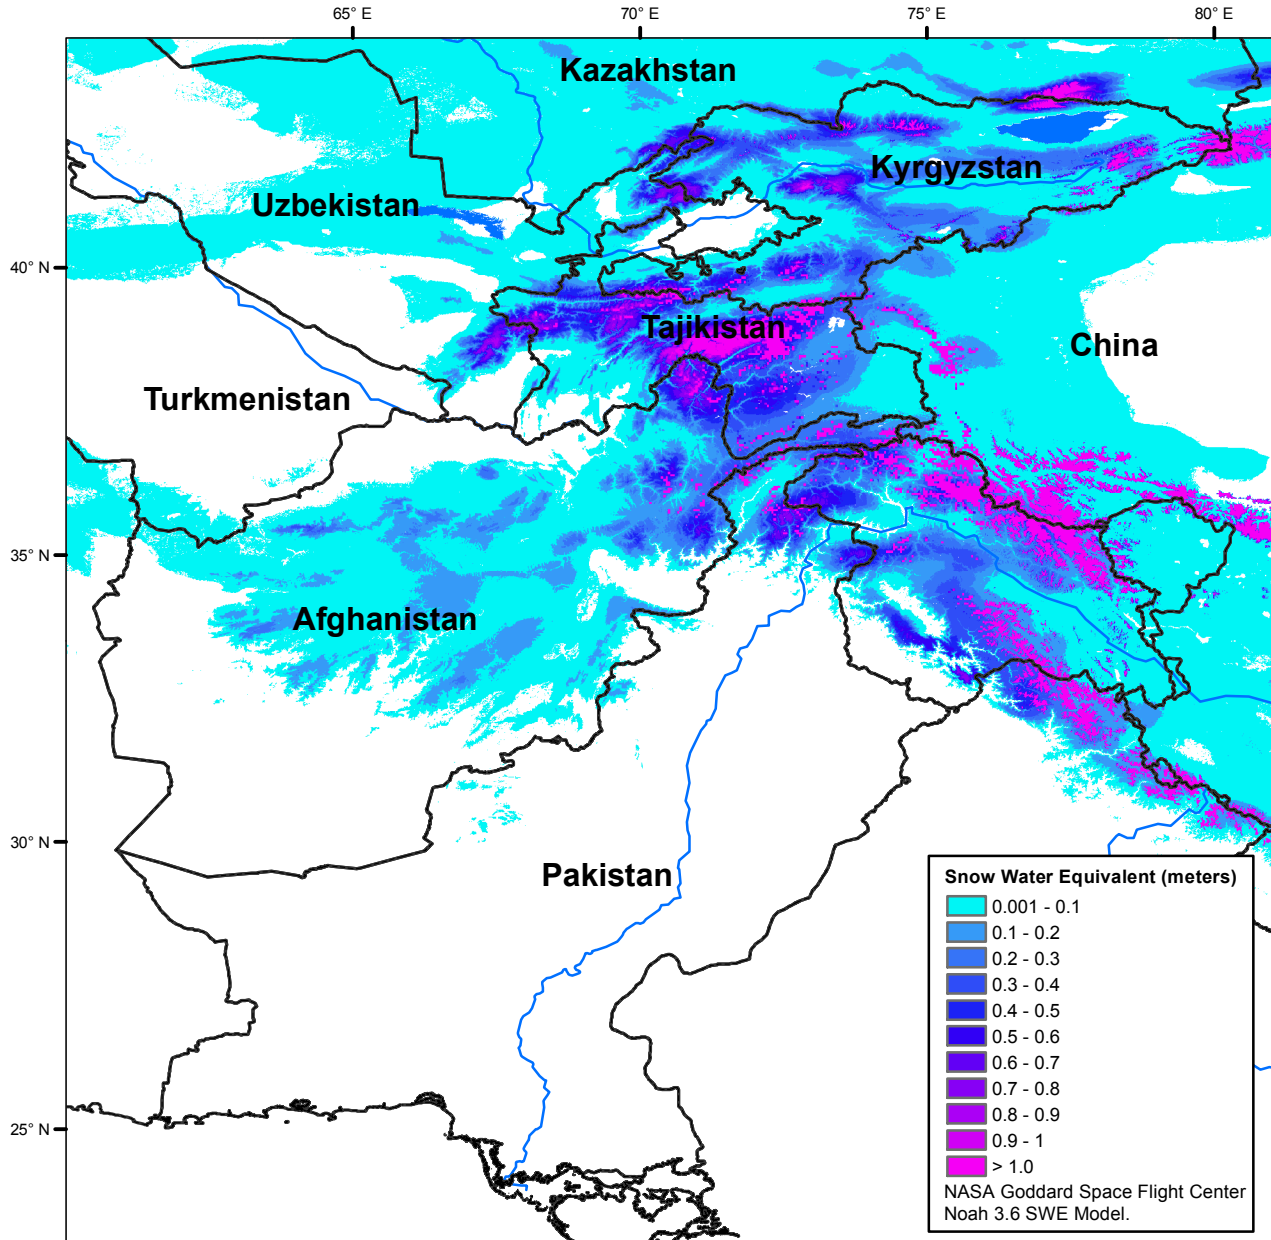 65° E
70° E
75° E
80° E
Kazakhstan
Kyrgyzstan
Uzbekistan
40° N
Tajikistan
China
Turkmenistan
35° N
Afghanistan
30° N
Pakistan
25° N
Snow Water Equivalent (meters)
0.001 - 0.1
0.1 - 0.2
0.2 - 0.3
0.3 - 0.4
0.4 - 0.5
0.5 - 0.6
0.6 - 0.7
0.7 - 0.8
0.8 - 0.9
0.9 - 1
> 1.0
NASA Goddard Space Flight Center
Noah 3.6 SWE Model.